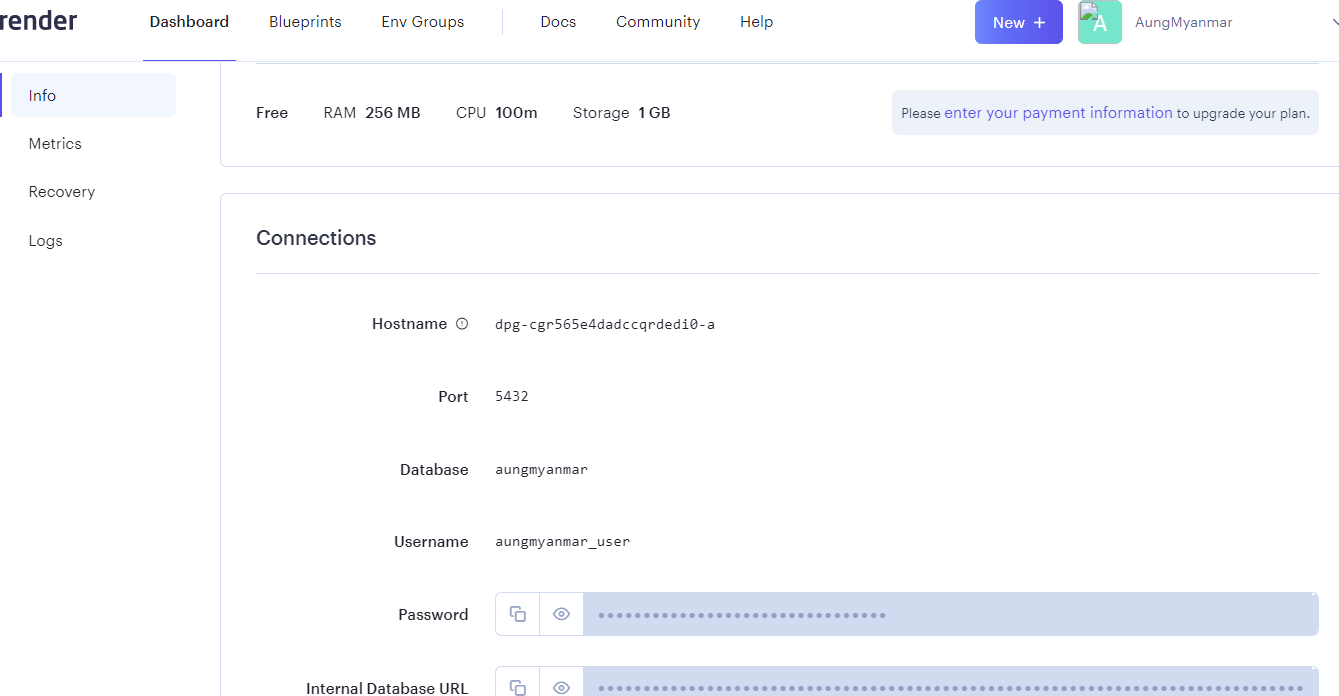 render Dashboard Blueprints Env Groups Docs Community Help New + A AungMyanmar
Info
Metrics
Recovery
Logs
Free RAM 256 MB CPU 100m Storage 1 GB Please enter your payment information to upgrade your plan.
Connections
Hostname dpg-cgr565e4dadccqrdedi0-a
Port 5432
Database aungmyanmar
Username aungmyanmar_user
Password ••••••••••••••••••••••••••••••••
Internal Database URL ••••••••••••••••••••••••••••••••••••••••••••••••••••••••••••••••••••••••••••••